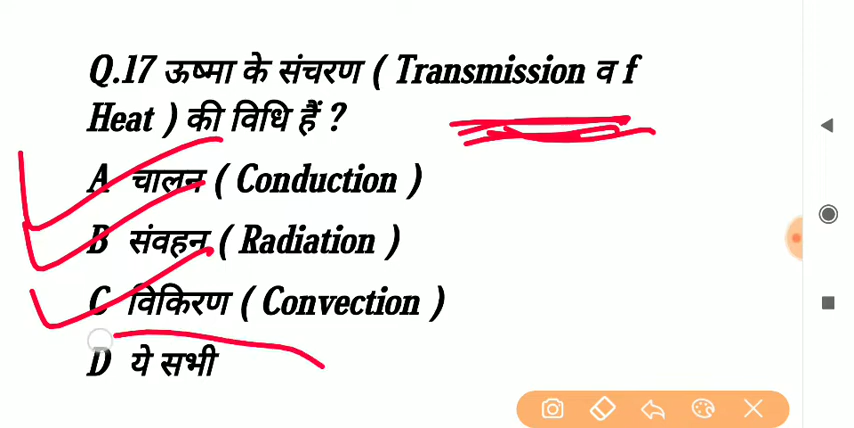 Q.17 ऊष्मा के संचरण ( Transmission व f
Heat ) की विधि हैं ?
A चालन ( Conduction )
B संवहन ( Radiation )
C विकिरण ( Convection )
D ये सभी